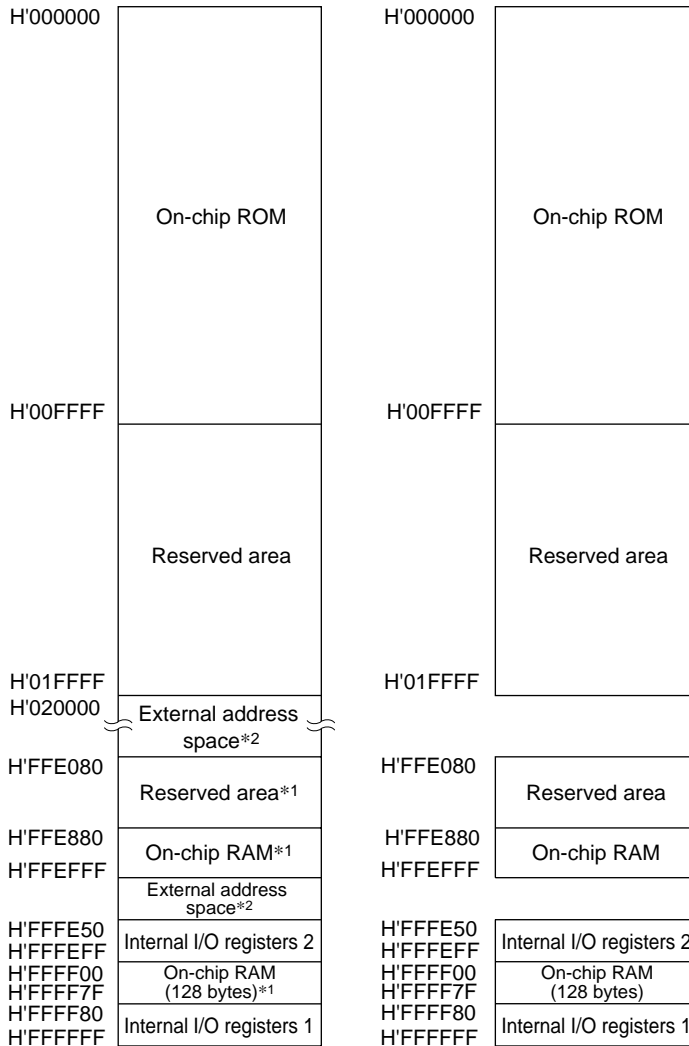 H'000000
On-chip ROM
H'00FFFF
Reserved area
H'01FFFF
H'020000
External address
space*2
H'FFE080
Reserved area*1
H'FFE880
On-chip RAM*1
H'FFEFFF
External address
space*2
H'FFFE50
Internal I/O registers 2
H'FFFEFF
H'FFFF00
On-chip RAM
(128 bytes)*1
H'FFFF7F
H'FFFF80
Internal I/O registers 1
H'FFFFFF
H'000000
On-chip ROM
H'00FFFF
Reserved area
H'01FFFF
H'FFE080
Reserved area
H'FFE880
On-chip RAM
H'FFEFFF
H'FFFE50
Internal I/O registers 2
H'FFFEFF
H'FFFF00
On-chip RAM
(128 bytes)
H'FFFF7F
H'FFFF80
Internal I/O registers 1
H'FFFFFF